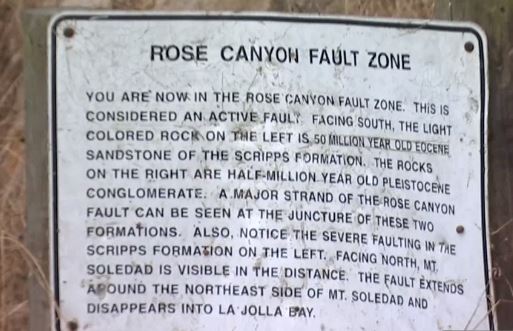 ROSE CANYON FAULT ZONE
YOU ARE NOW IN THE ROSE CANYON FAULT ZONE. THIS IS
CONSIDERED AN ACTIVE FAULT. FACING SOUTH, THE LIGHT
COLORED ROCK ON THE LEFT IS 50 MILLION YEAR OLD EOCENE
SANDSTONE OF THE SCRIPPS FORMATION. THE ROCKS
ON THE RIGHT ARE HALF-MILLION YEAR OLD PLEISTOCENE
CONGLOMERATE. A MAJOR STRAND OF THE ROSE CANYON
FAULT CAN BE SEEN AT THE JUNCTURE OF THESE TWO
FORMATIONS. ALSO, NOTICE THE SEVERE FAULTING IN THE
SCRIPPS FORMATION ON THE LEFT. FACING NORTH, MT.
SOLEDAD IS VISIBLE IN THE DISTANCE. THE FAULT EXTENDS
AROUND THE NORTHEAST SIDE OF MT. SOLEDAD AND
DISAPPEARS INTO LA JOLLA BAY.